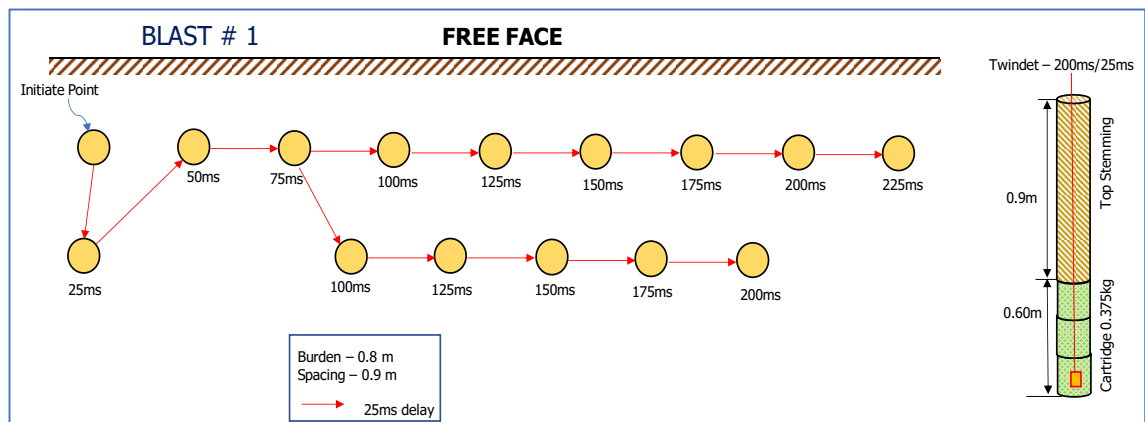 BLAST # 1
FREE FACE
Initiate Point
50ms
75ms
100ms
125ms
150ms
175ms
200ms
225ms
25ms
100ms
125ms
150ms
175ms
200ms
Burden – 0.8 m
Spacing – 0.9 m
25ms delay
Twindet – 200ms/25ms
0.9m
Top Stemming
0.60m
Cartridge 0.375kg